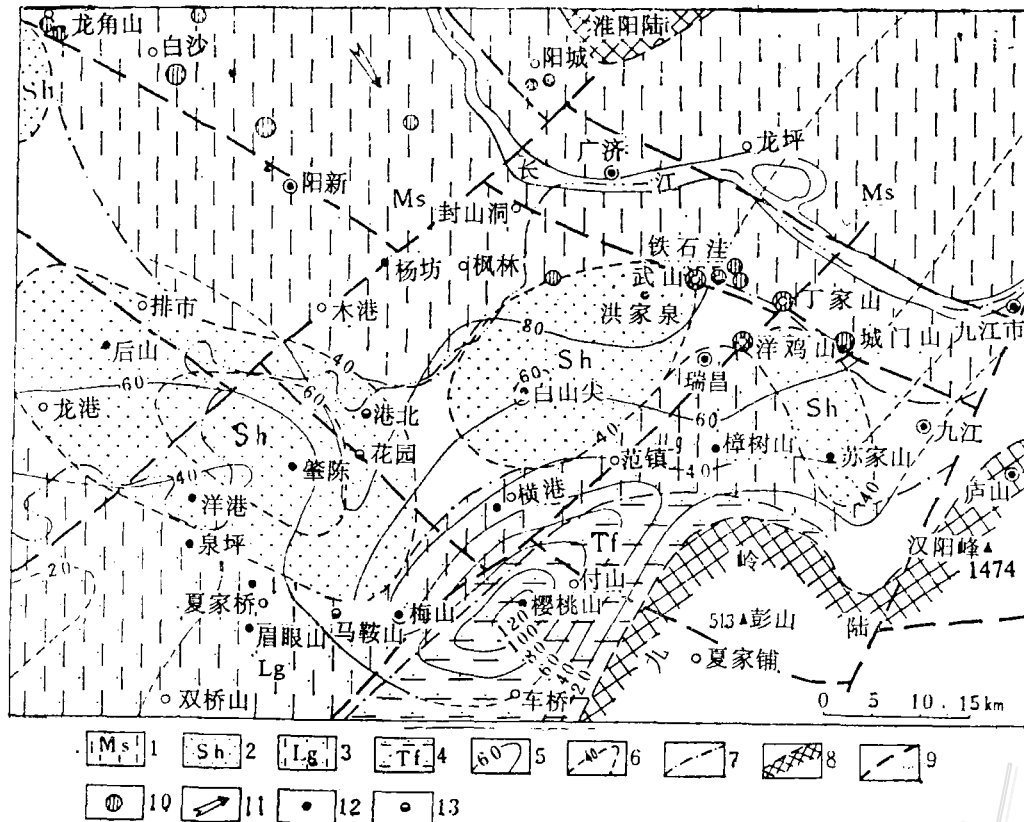 龙角山
白沙
淮阳陆
阳城
Sh
龙坪
广济
长
江
阳新
Ms
Ms
封山洞
铁石洼
杨坊
枫林
武山
丁家山
排市
木港
洪家泉
九江市
80
洋鸡山
城门山
后山
40
Sh
瑞昌
60
60
60
白山尖
60
Sh
龙港
港北
Sh
40
九江
花园
范镇
樟树山
苏家山
肇陈
40
40
庐山
40
洋港
横港
泉坪
Tf
汉阳峰▲
1474
20
岭
付山
夏家桥
樱桃山
马鞍山
梅山
120
513▲彭山
陆
眉眼山
100
80
九
夏家铺
Lg
60
40
20
双桥山
车桥
0 5 10 15km
Ms 1 Sh 2 Lg 3 Tf 4 60 5 -40- 6 7 8 9
10 11 12 13